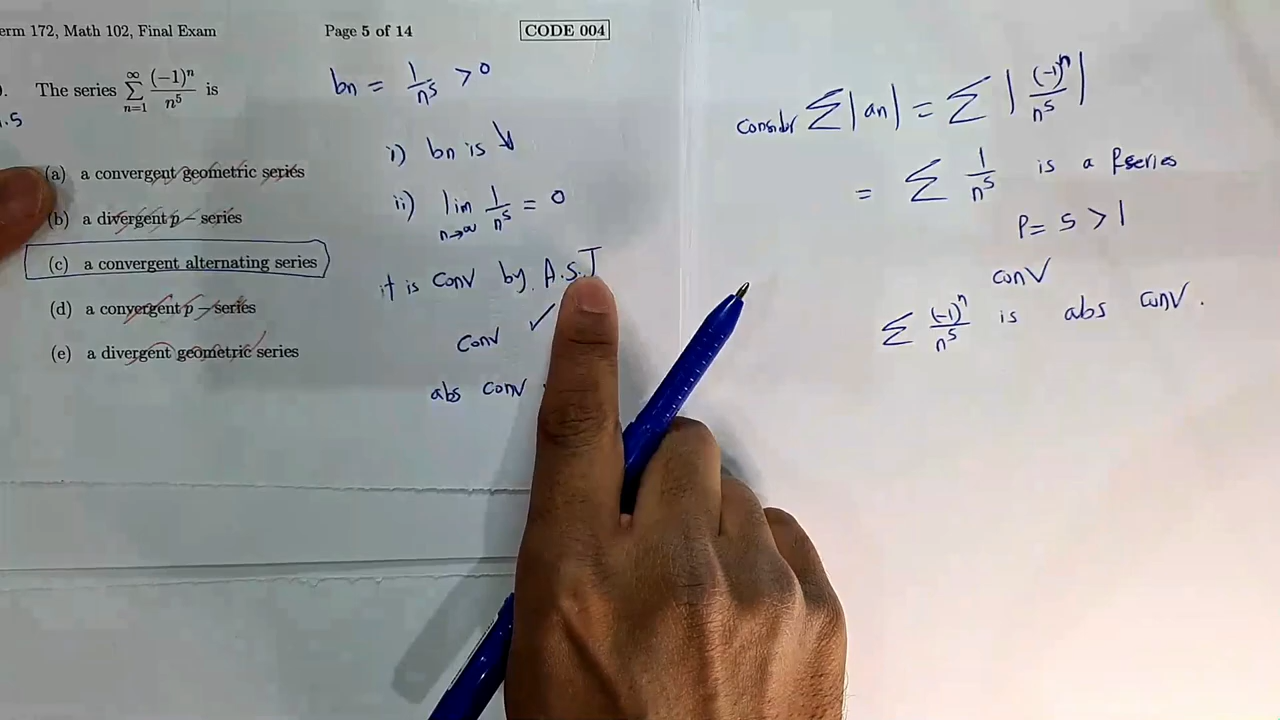 erm 172, Math 102, Final Exam Page 5 of 14 CODE 004
). The series ∑_{n=1}^{∞} (-1)^n / n^5 is
.5
(a) a convergent geometric series
(b) a divergent p – series
(c) a convergent alternating series
(d) a convergent p – series
(e) a divergent geometric series
bn = 1/n^5 > 0
i) bn is ↓
ii) lim_{n→∞} 1/n^5 = 0
it is conv by A.S.T
conv ✓
abs conv
consider ∑ |an| = ∑ |(-1)^n / n^5|
= ∑ 1/n^5 is a Pseries
P = 5 > 1
conv
∑ (-1)^n / n^5 is abs conv.